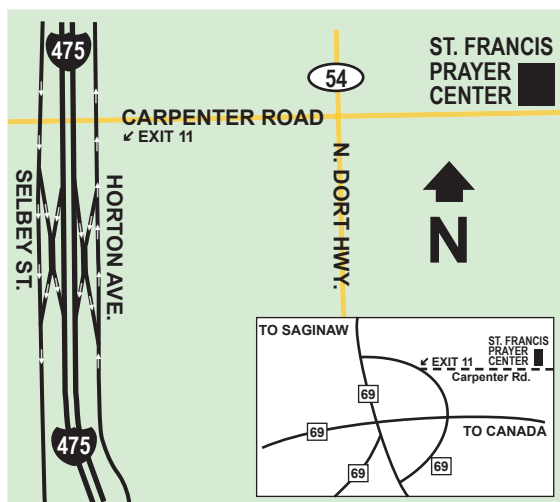 475
54
ST. FRANCIS
PRAYER
CENTER
CARPENTER ROAD
↙ EXIT 11
SELBEY ST.
HORTON AVE.
N. DORT HWY.
N
475
TO SAGINAW
ST. FRANCIS
PRAYER
CENTER
↙ EXIT 11
Carpenter Rd.
69
69
TO CANADA
69
69